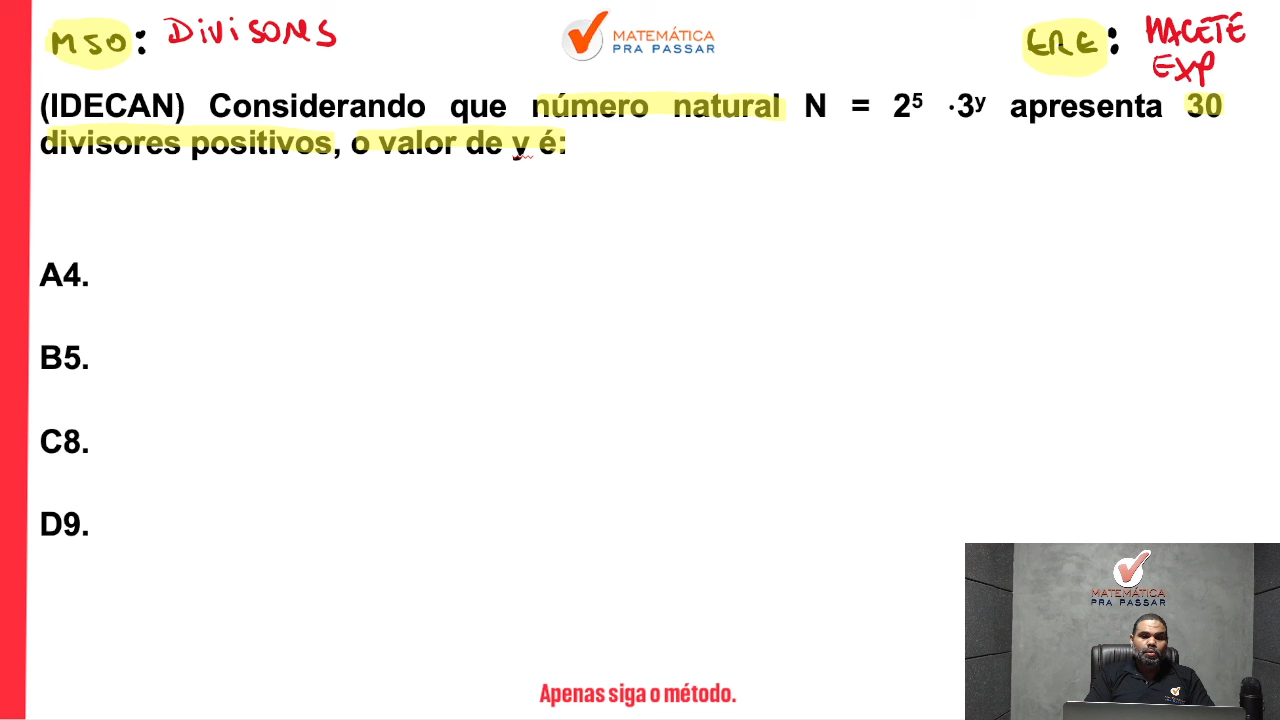 MSO: DiVISORES
MATEMÁTICA
PRA PASSAR
ERE: MACETE
EXP
(IDECAN) Considerando que número natural N = 2⁵ ·3ʸ apresenta 30
divisores positivos, o valor de y é:
A4.
B5.
C8.
D9.
MATEMÁTICA
PRA PASSAR
Apenas siga o método.